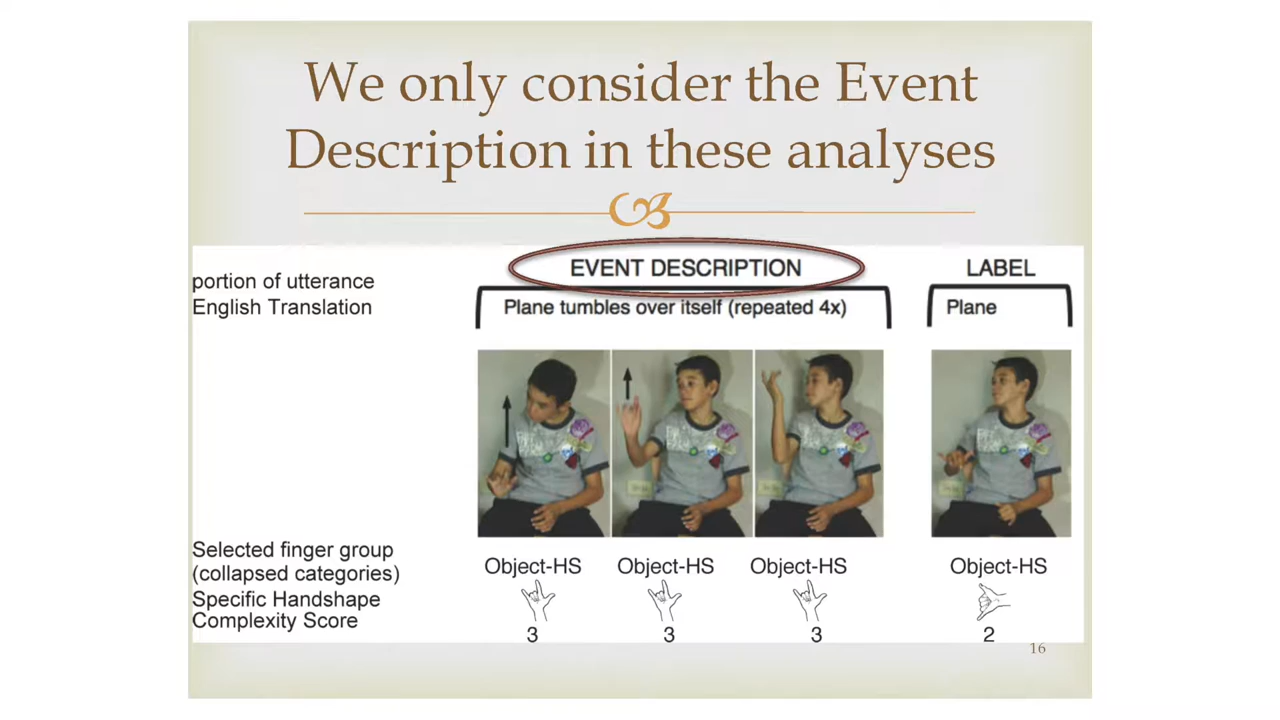 We only consider the Event
Description in these analyses
EVENT DESCRIPTION
LABEL
portion of utterance
English Translation
Plane tumbles over itself (repeated 4x)
Plane
Selected finger group
(collapsed categories)
Object-HS
Object-HS
Object-HS
Object-HS
Specific Handshape
Complexity Score
3
3
3
2
16